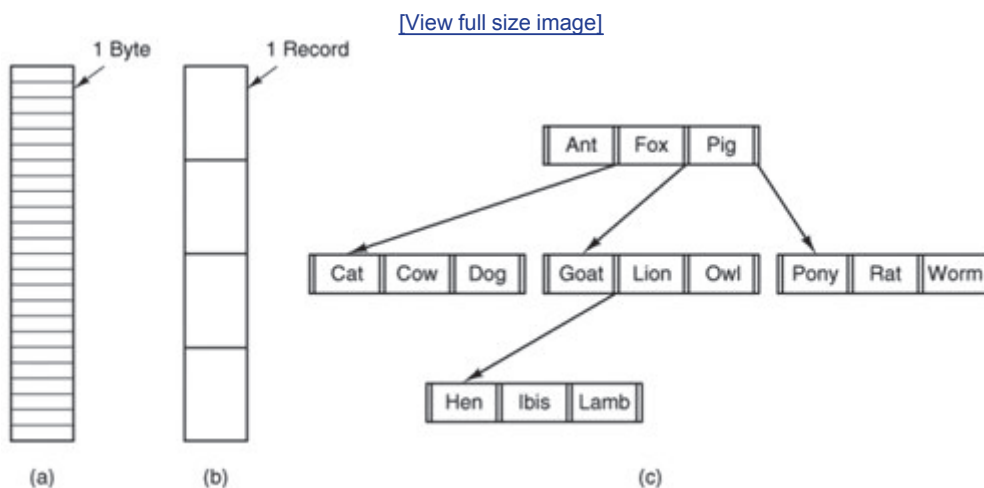 [View full size image]
1 Byte
1 Record
Ant Fox Pig
Cat Cow Dog
Goat Lion Owl
Pony Rat Worm
Hen Ibis Lamb
(a)
(b)
(c)